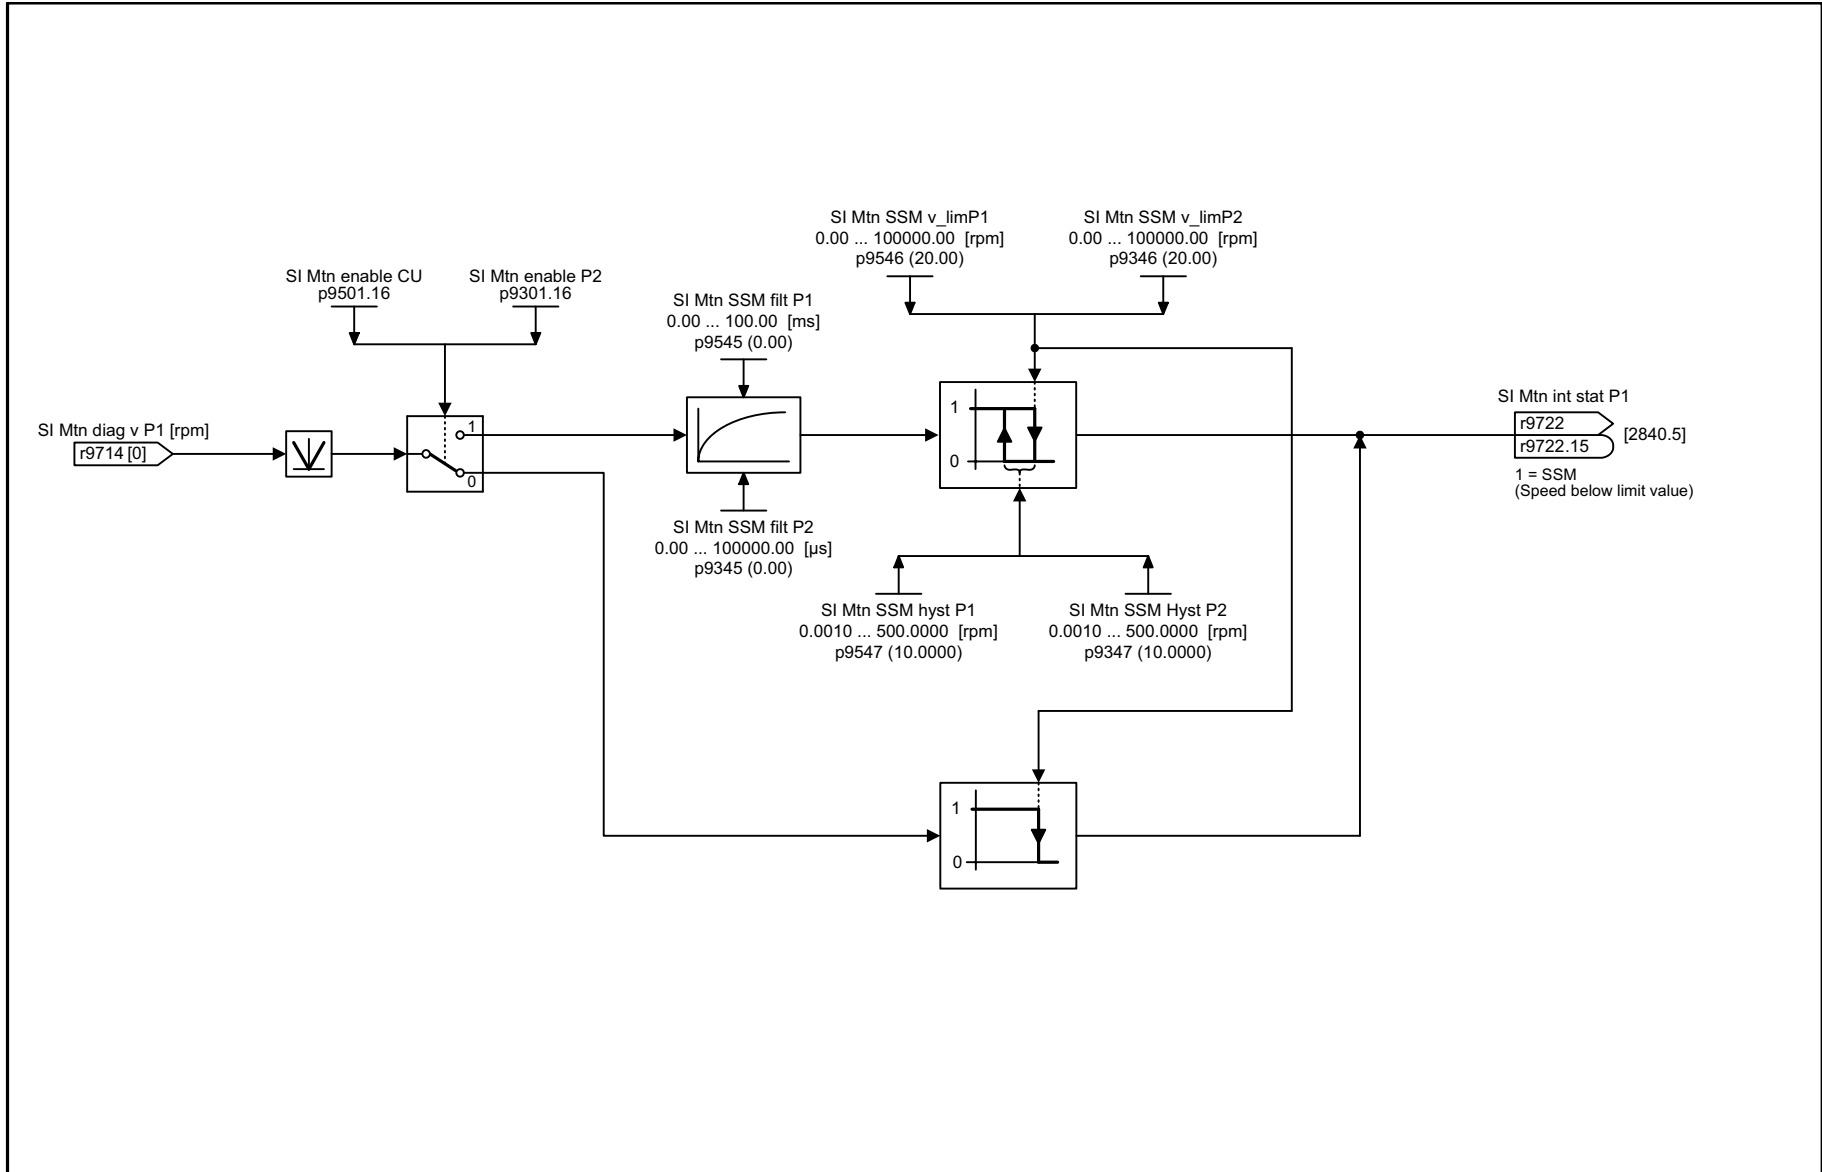 SI Mtn SSM v_limP1
0.00 ... 100000.00 [rpm]
p9546 (20.00)
SI Mtn SSM v_limP2
0.00 ... 100000.00 [rpm]
p9346 (20.00)
SI Mtn enable CU
p9501.16
SI Mtn enable P2
p9301.16
SI Mtn SSM filt P1
0.00 ... 100.00 [ms]
p9545 (0.00)
SI Mtn diag v P1 [rpm]
r9714 [0]
1
0
1
0
SI Mtn int stat P1
r9722
r9722.15
[2840.5]
1 = SSM
(Speed below limit value)
SI Mtn SSM filt P2
0.00 ... 100000.00 [µs]
p9345 (0.00)
SI Mtn SSM hyst P1
0.0010 ... 500.0000 [rpm]
p9547 (10.0000)
SI Mtn SSM Hyst P2
0.0010 ... 500.0000 [rpm]
p9347 (10.0000)
1
0